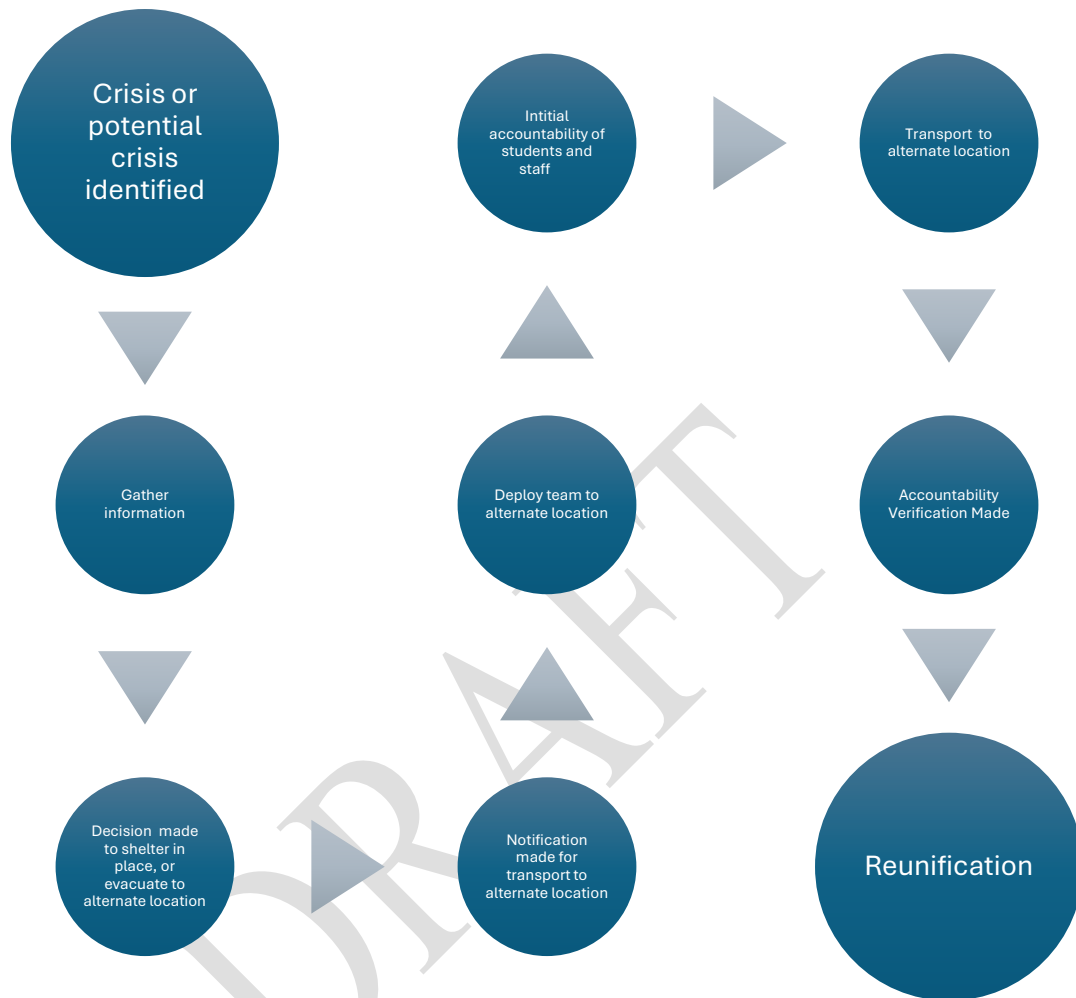 Crisis or
potential
crisis
identified
Gather
information
Decision made
to shelter in
place, or
evacuate to
alternate location
Notification
made for
transport to
alternate location
Deploy team to
alternate location
Intitial
accountability of
students and
staff
Transport to
alternate location
Accountability
Verification Made
Reunification
DRAFT